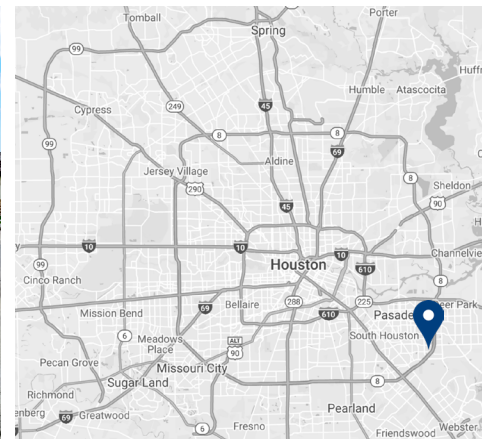 Tomball
Porter
Spring
99
Huff
Humble
Atascocita
45
249
Cypress
8
8
69
99
Aldine
Jersey Village
8
290
Sheldon
45
90
10
10
10
Channelvie
Houston
610
99
8
Cinco Ranch
288
225
eer Park
Bellaire
69
610
Pasade
Mission Bend
South Houston
6
Meadows
Place
ALT
90
Pecan Grove
Missouri City
Sugar Land
8
Richmond
Pearland
enberg
69
Greatwood
6
Fresno
Webster
Friendswood